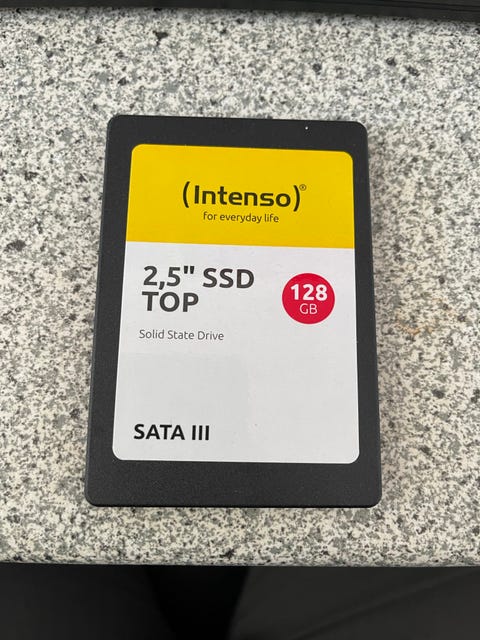 (Intenso)®
for everyday life
2,5" SSD
TOP
128
GB
Solid State Drive
SATA III